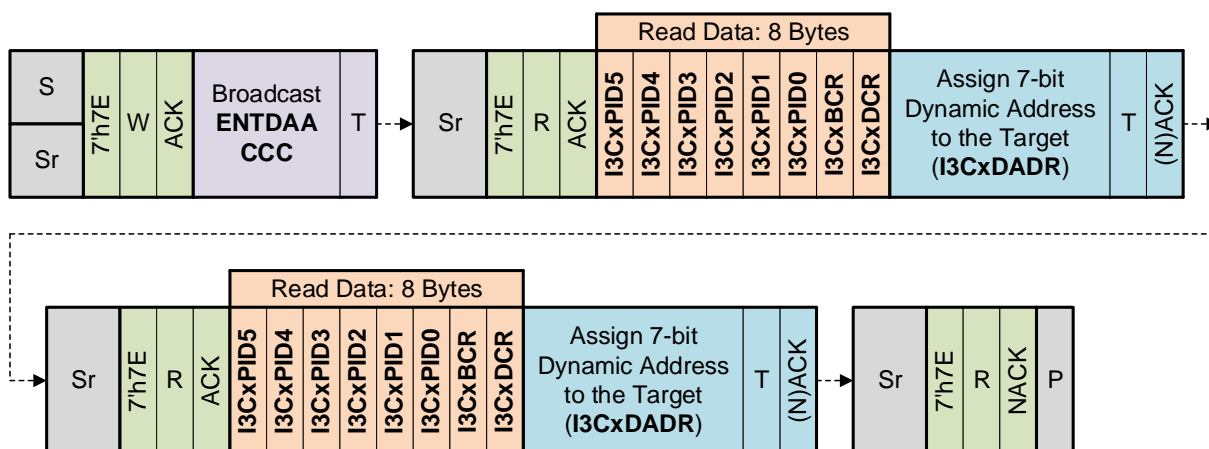 Read Data: 8 Bytes
S
Sr
7'h7E
W
ACK
Broadcast
ENTDAA
CCC
T
Sr
7'h7E
R
ACK
I3CxPID5
I3CxPID4
I3CxPID3
I3CxPID2
I3CxPID1
I3CxPID0
I3CxBCR
I3CxDCR
Assign 7-bit
Dynamic Address
to the Target
(I3CxDADR)
T
(N)ACK
Read Data: 8 Bytes
Sr
7'h7E
R
ACK
I3CxPID5
I3CxPID4
I3CxPID3
I3CxPID2
I3CxPID1
I3CxPID0
I3CxBCR
I3CxDCR
Assign 7-bit
Dynamic Address
to the Target
(I3CxDADR)
T
(N)ACK
Sr
7'h7E
R
NACK
P